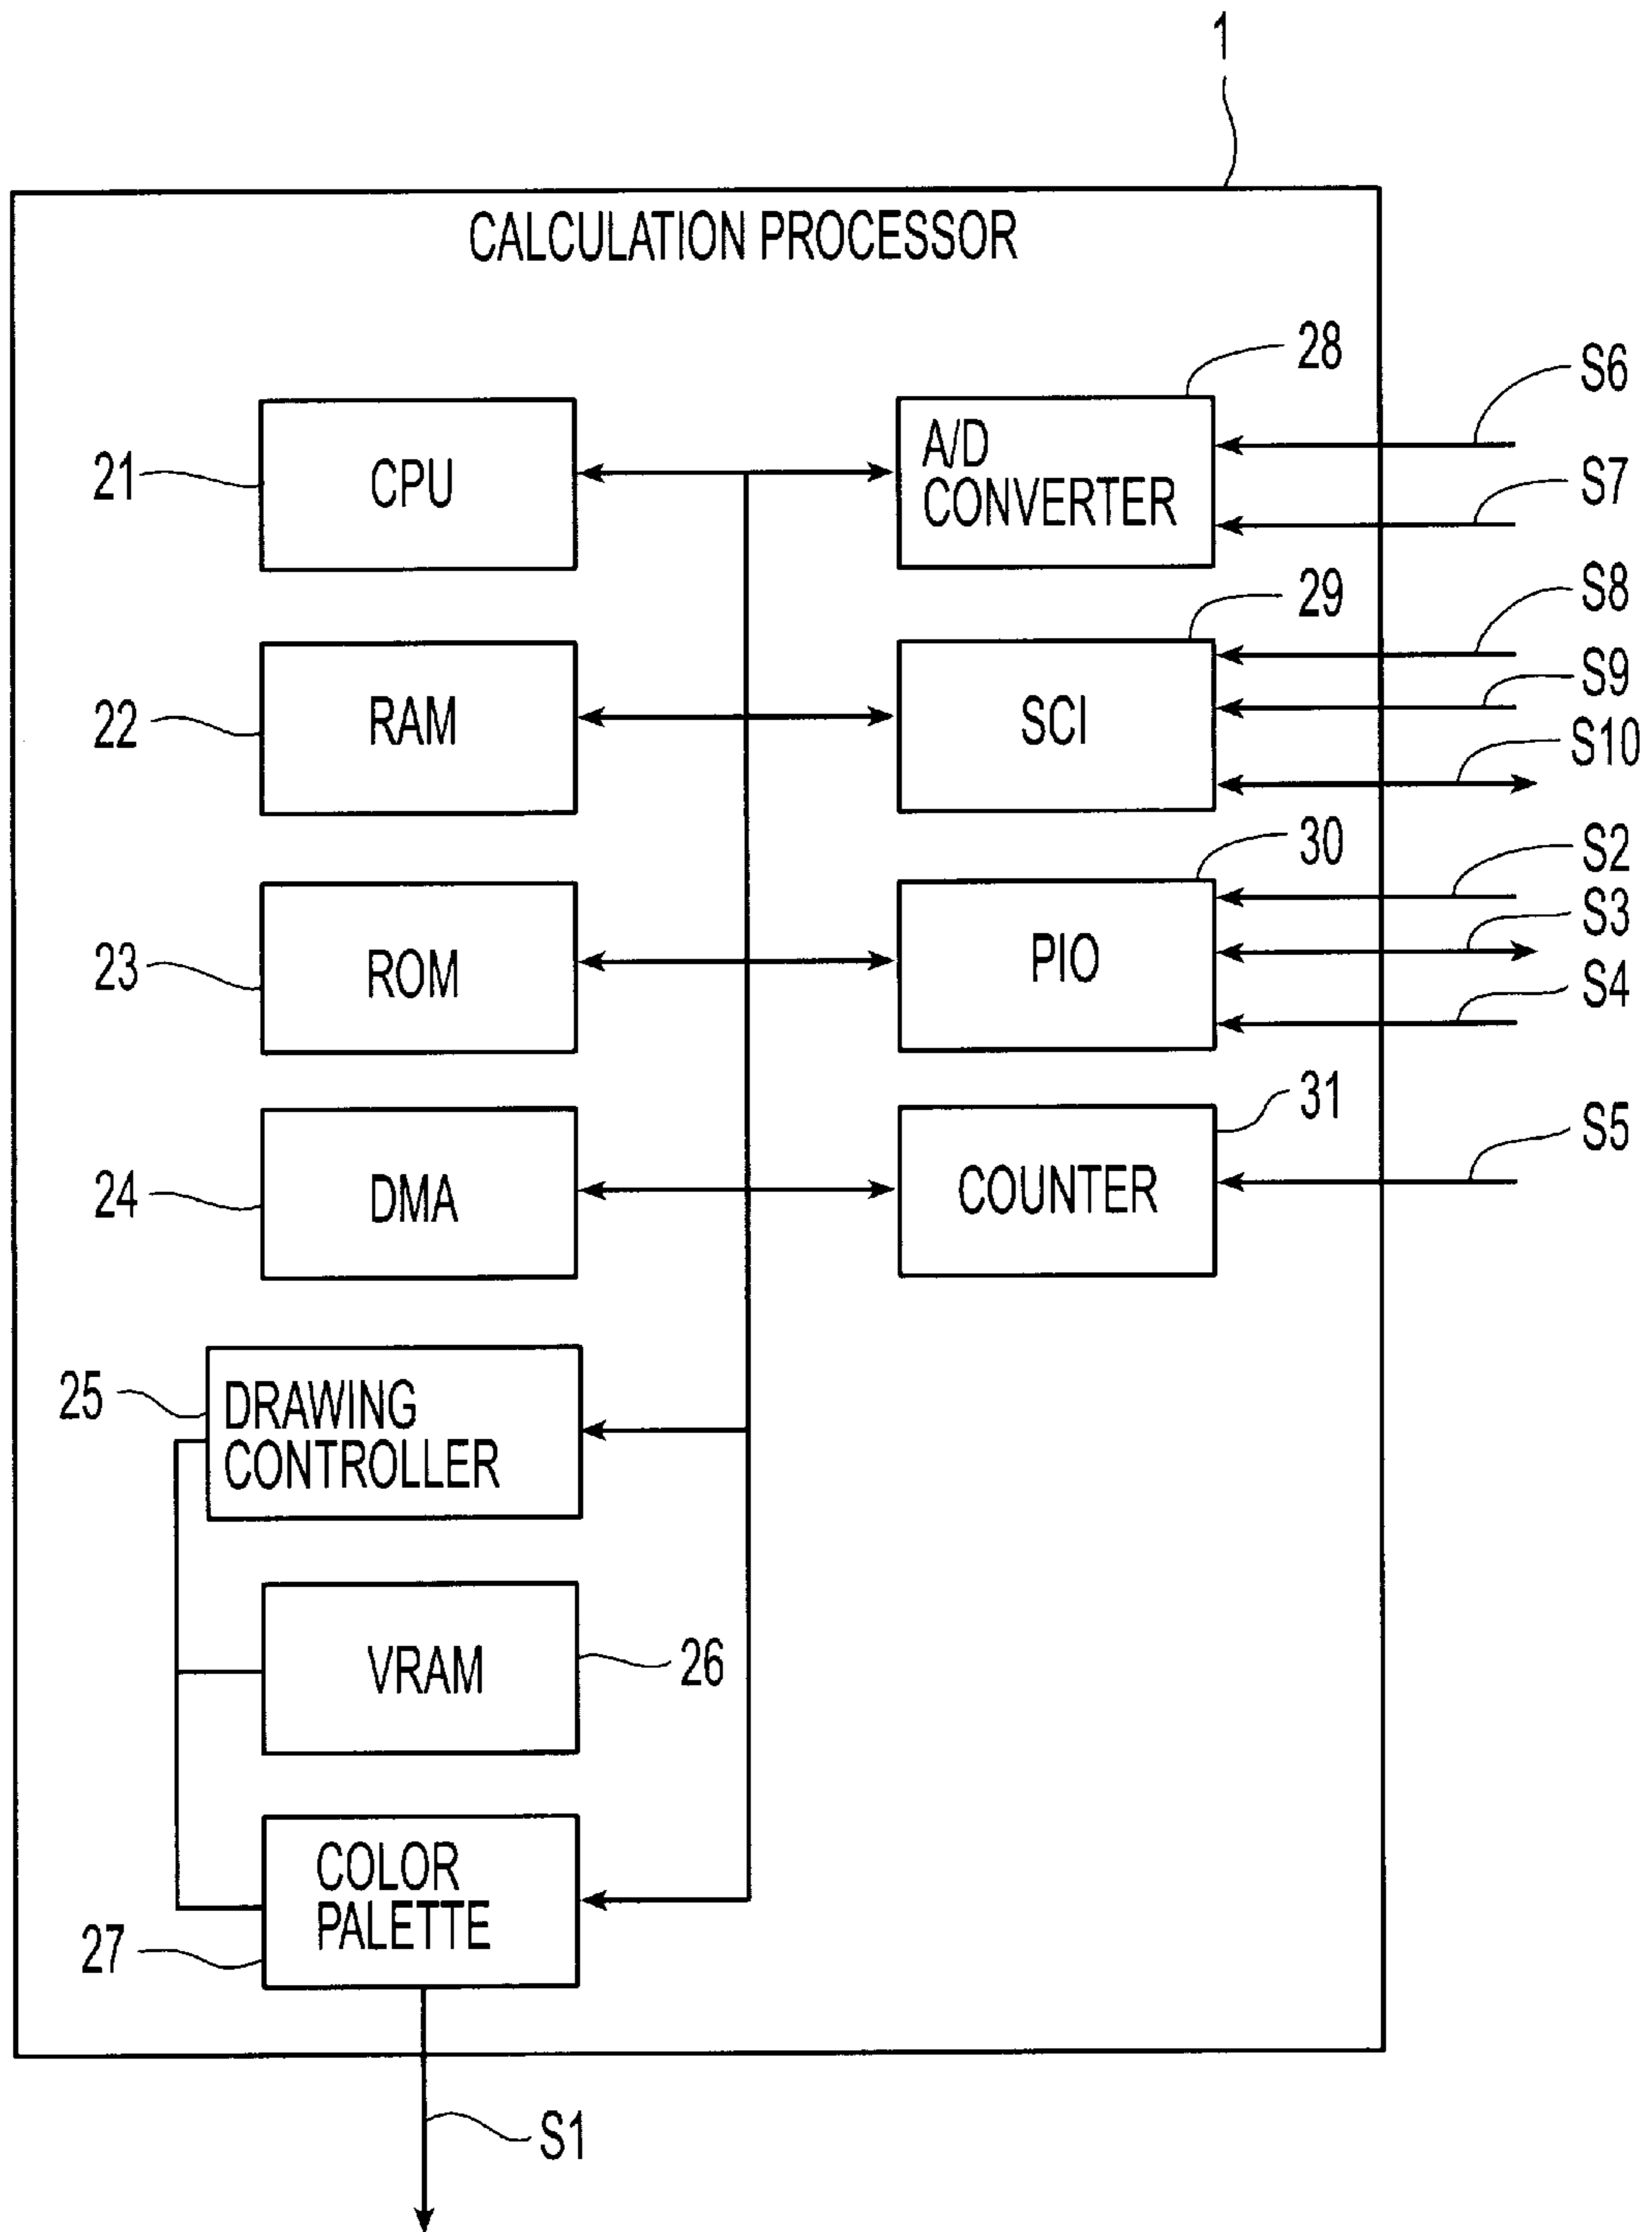 1
CALCULATION PROCESSOR
28
S6
21
CPU
A/D
CONVERTER
S7
29
S8
22
RAM
SCI
S9
S10
30
S2
23
ROM
PIO
S3
S4
31
S5
24
DMA
COUNTER
25
DRAWING
CONTROLLER
VRAM
26
COLOR
PALETTE
27
S1